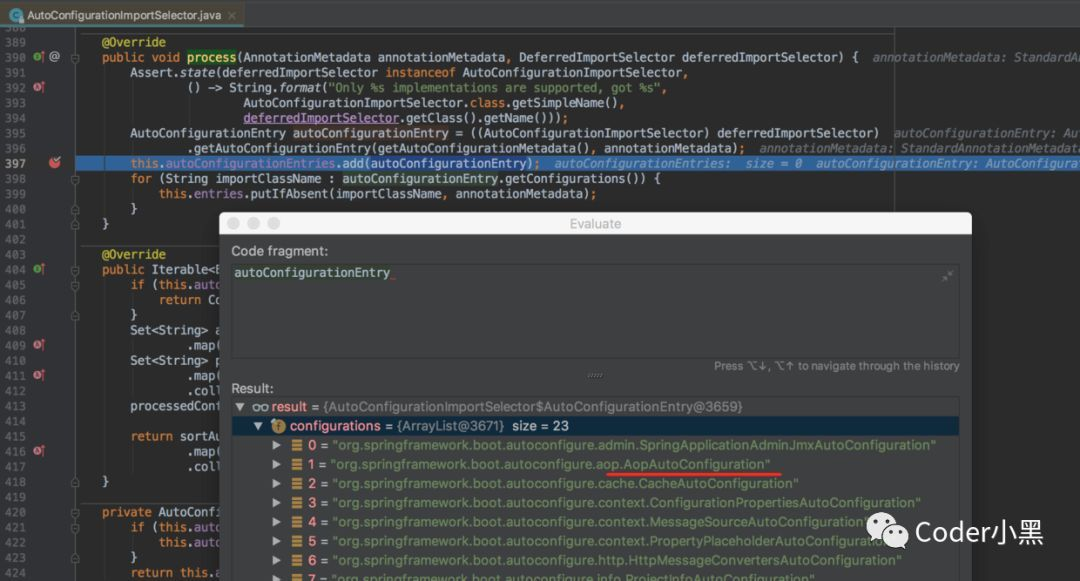 AutoConfigurationImportSelector.java
388
389 @Override
390 @ public void process(AnnotationMetadata annotationMetadata, DeferredImportSelector deferredImportSelector) { annotationMetadata: StandardAn
391 Assert.state(deferredImportSelector instanceof AutoConfigurationImportSelector,
392 () -> String.format("Only %s implementations are supported, got %s",
393 AutoConfigurationImportSelector.class.getSimpleName(),
394 deferredImportSelector.getClass().getName()));
395 AutoConfigurationEntry autoConfigurationEntry = ((AutoConfigurationImportSelector) deferredImportSelector) autoConfigurationEntry: Au
396 .getAutoConfigurationEntry(getAutoConfigurationMetadata(), annotationMetadata); annotationMetadata: StandardAnnotationMetadata
397 this.autoConfigurationEntries.add(autoConfigurationEntry); autoConfigurationEntries: size = 0 autoConfigurationEntry: AutoConfigura
398 for (String importClassName : autoConfigurationEntry.getConfigurations()) {
399 this.entries.putIfAbsent(importClassName, annotationMetadata);
400 }
401 }
402
403 @Override
404 public Iterable<E
405 if (this.auto
406 return Co
407 }
408 Set<String> a
409 .map(
410 Set<String> p
411 .map(
412 .coll
413 processedConf
414
415 return sortAu
416 .map(
417 .coll
418 }
419
420 private AutoConfi
421 if (this.auto
422 this.auto
423 }
424 return this.a
Evaluate
Code fragment:
autoConfigurationEntry
Press ⌥↓, ⌥↑ to navigate through the history
Result:
result = {AutoConfigurationImportSelector$AutoConfigurationEntry@3659}
configurations = {ArrayList@3671} size = 23
0 = "org.springframework.boot.autoconfigure.admin.SpringApplicationAdminJmxAutoConfiguration"
1 = "org.springframework.boot.autoconfigure.aop.AopAutoConfiguration"
2 = "org.springframework.boot.autoconfigure.cache.CacheAutoConfiguration"
3 = "org.springframework.boot.autoconfigure.context.ConfigurationPropertiesAutoConfiguration"
4 = "org.springframework.boot.autoconfigure.context.MessageSourceAutoConfiguration"
5 = "org.springframework.boot.autoconfigure.context.PropertyPlaceholderAutoConfiguration"
6 = "org.springframework.boot.autoconfigure.http.HttpMessageConvertersAutoConfiguration"
7 = "org.springframework.boot.autoconfigure.info.ProjectInfoAutoConfiguration"
Coder小黑